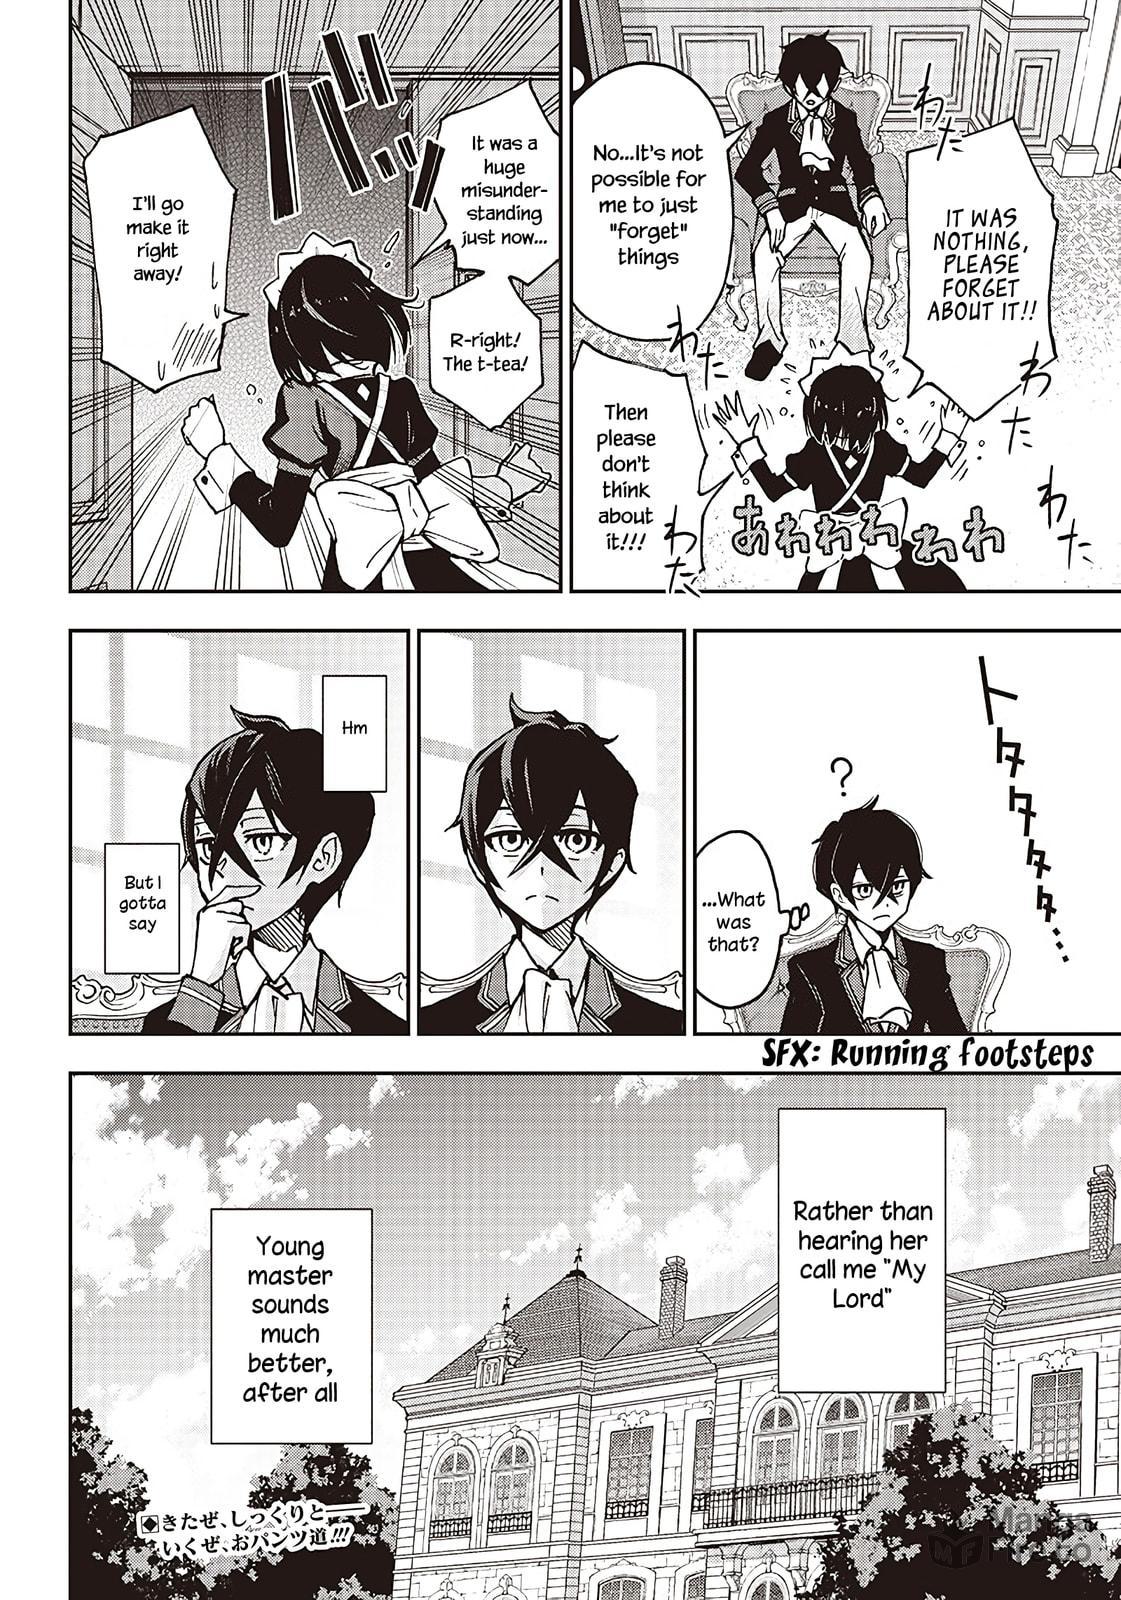 わた
わた
IT WAS
NOTHING,
PLEASE
FORGET
ABOUT IT!!
No...It's not
possible for
me to just
"forget"
things
わたわた
わた
わた
あわわわわわ
Then
please
don't
think
about
it!!!
It was a
huge
misunder-
standing
just now...
R-right!
The t-tea!
I'll go
make it
right
away!
トタタタタ...
?
...What
was
that?
SFX: Running footsteps
Hm
But I
gotta
say
Rather than
hearing her
call me "My
Lord"
Young
master
sounds
much
better,
after all
◆きたぜ、しっくりと――
いくぜ、おパンツ道!!!
Manga
MF